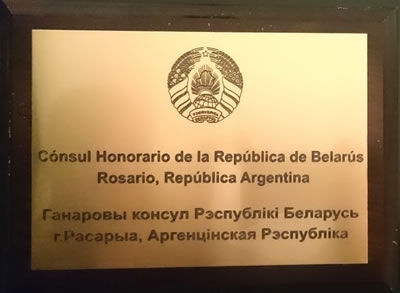 Cónsul Honorario de la República de Belarús
Rosario, República Argentina
Ганаровы консул Рэспублікі Беларусь
г.Расарыа, Аргенцінская Рэспубліка